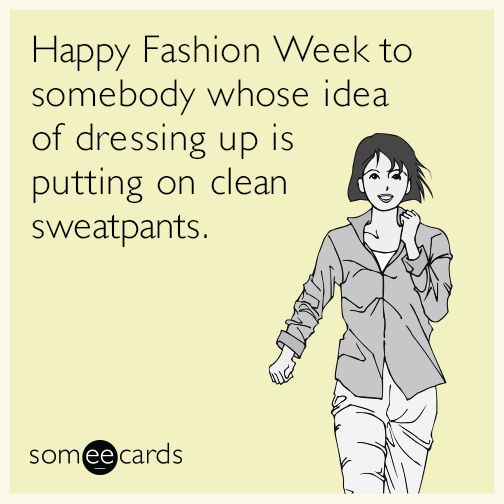 Happy Fashion Week to
somebody whose idea
of dressing up is
putting on clean
sweatpants.
someecards